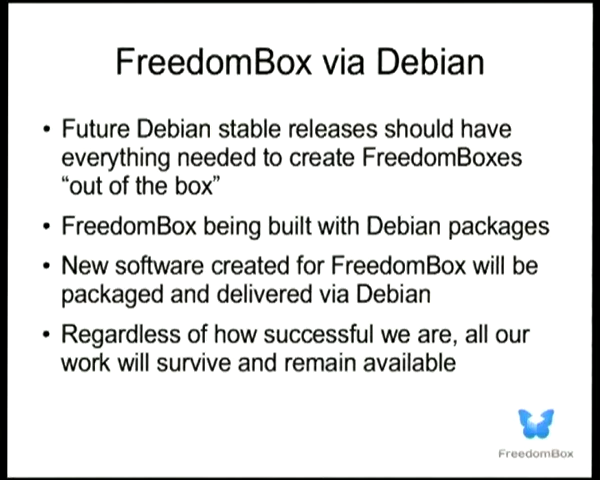 FreedomBox via Debian
• Future Debian stable releases should have
everything needed to create FreedomBoxes
“out of the box”
• FreedomBox being built with Debian packages
• New software created for FreedomBox will be
packaged and delivered via Debian
• Regardless of how successful we are, all our
work will survive and remain available
FreedomBox